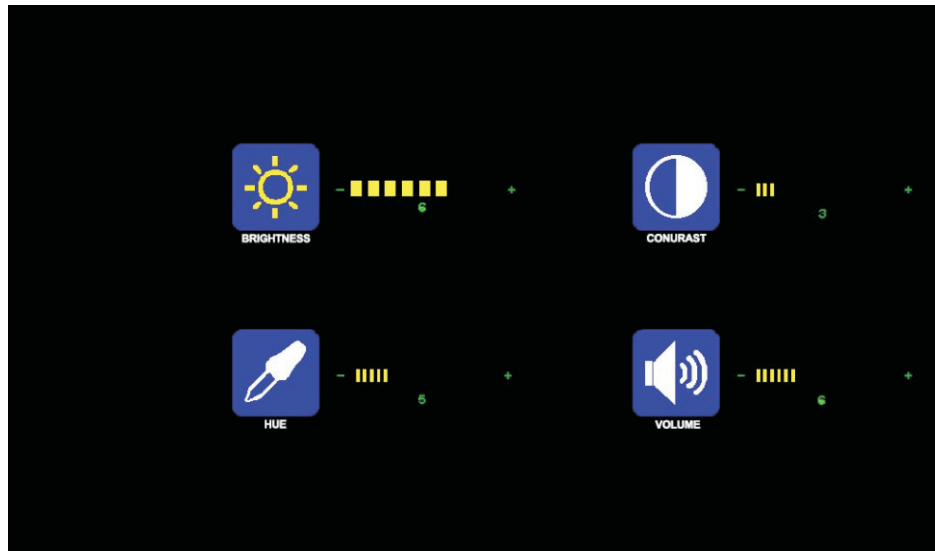 - 6 +
BRIGHTNESS
- 3 +
CONURAST
- 5 +
HUE
- 6 +
VOLUME